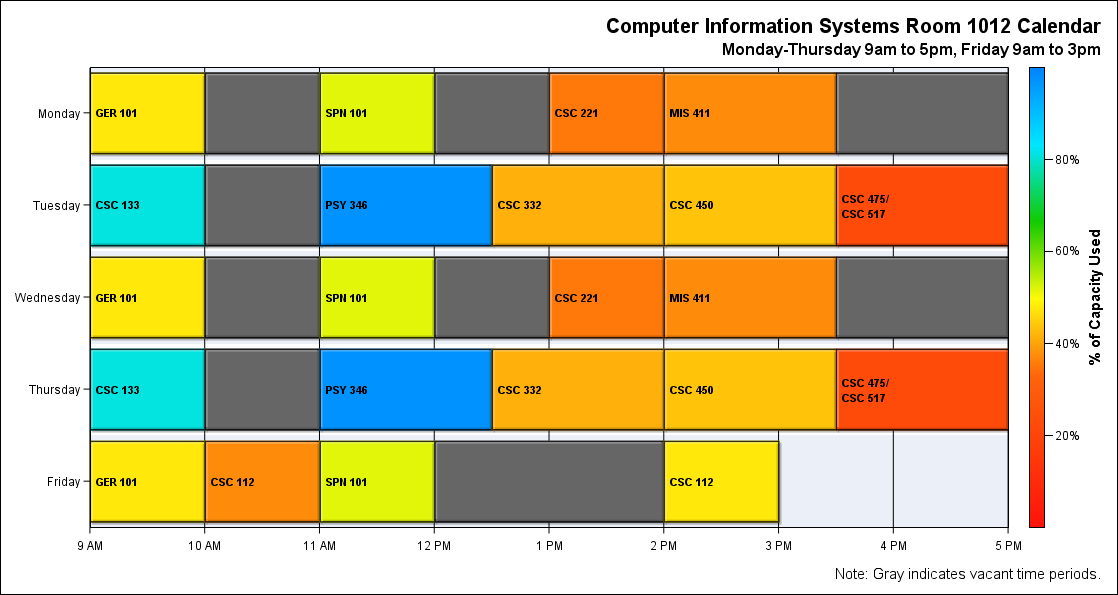 Computer Information Systems Room 1012 Calendar
Monday-Thursday 9am to 5pm, Friday 9am to 3pm
Monday
GER 101
SPN 101
CSC 221
MIS 411
Tuesday
CSC 133
PSY 346
CSC 332
CSC 450
CSC 475/
CSC 517
Wednesday
GER 101
SPN 101
CSC 221
MIS 411
Thursday
CSC 133
PSY 346
CSC 332
CSC 450
CSC 475/
CSC 517
Friday
GER 101
CSC 112
SPN 101
CSC 112
9 AM
10 AM
11 AM
12 PM
1 PM
2 PM
3 PM
4 PM
5 PM
80%
60%
40%
20%
% of Capacity Used
Note: Gray indicates vacant time periods.